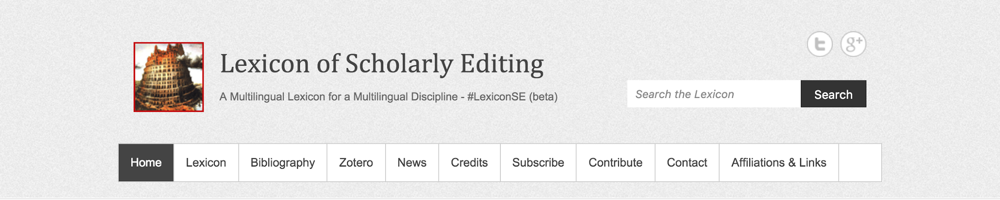 Lexicon of Scholarly Editing
A Multilingual Lexicon for a Multilingual Discipline - #LexiconSE (beta)
t g+
Search the Lexicon Search
Home Lexicon Bibliography Zotero News Credits Subscribe Contribute Contact Affiliations & Links